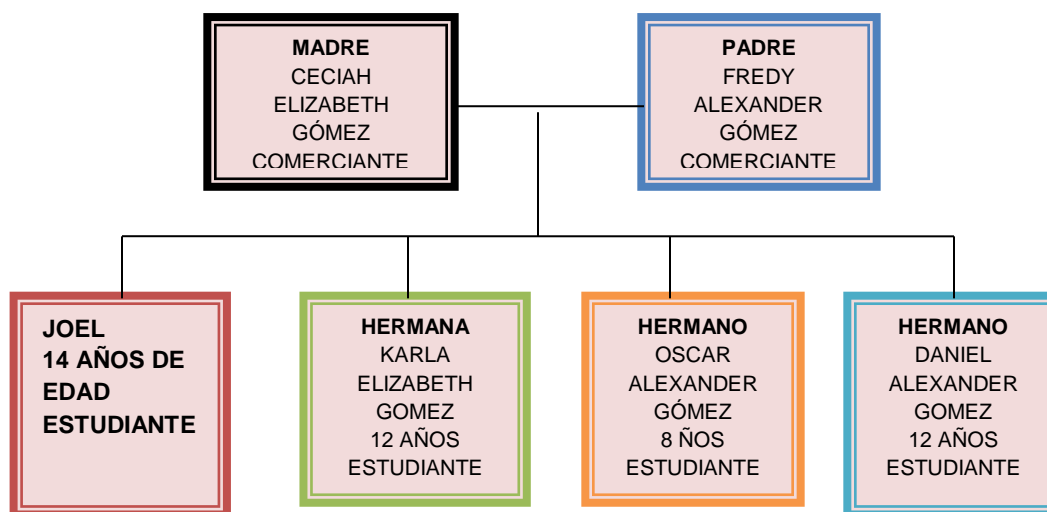 MADRE
CECIAH
ELIZABETH
GÓMEZ
COMERCIANTE
PADRE
FREDY
ALEXANDER
GÓMEZ
COMERCIANTE
JOEL
14 AÑOS DE
EDAD
ESTUDIANTE
HERMANA
KARLA
ELIZABETH
GOMEZ
12 AÑOS
ESTUDIANTE
HERMANO
OSCAR
ALEXANDER
GÓMEZ
8 ÑOS
ESTUDIANTE
HERMANO
DANIEL
ALEXANDER
GOMEZ
12 AÑOS
ESTUDIANTE